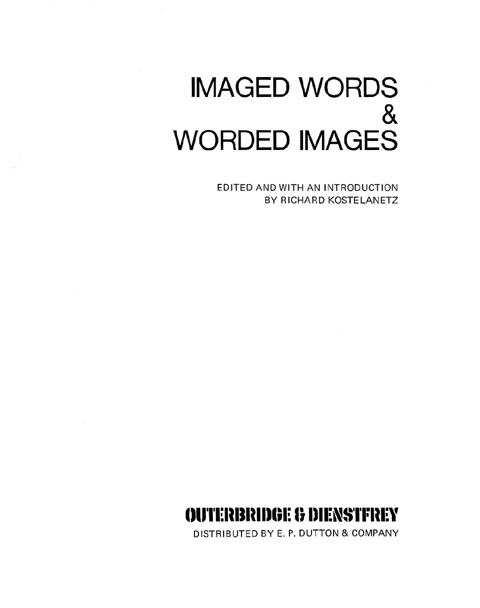 IMAGED WORDS
&
WORDED IMAGES
EDITED AND WITH AN INTRODUCTION
BY RICHARD KOSTELANETZ
OUTERBRIDGE & DIENSTFREY
DISTRIBUTED BY E. P. DUTTON & COMPANY